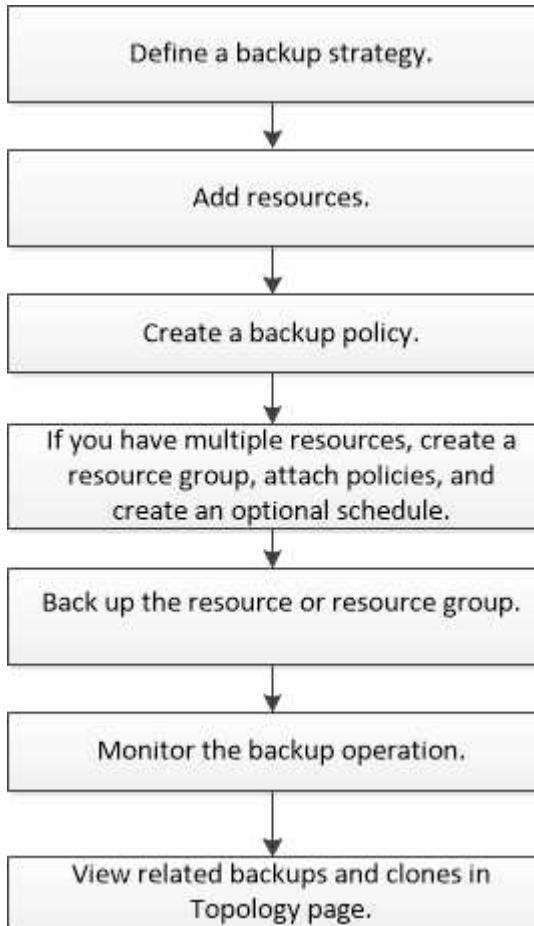 Define a backup strategy.
Add resources.
Create a backup policy.
If you have multiple resources, create a
resource group, attach policies, and
create an optional schedule.
Back up the resource or resource group.
Monitor the backup operation.
View related backups and clones in
Topology page.